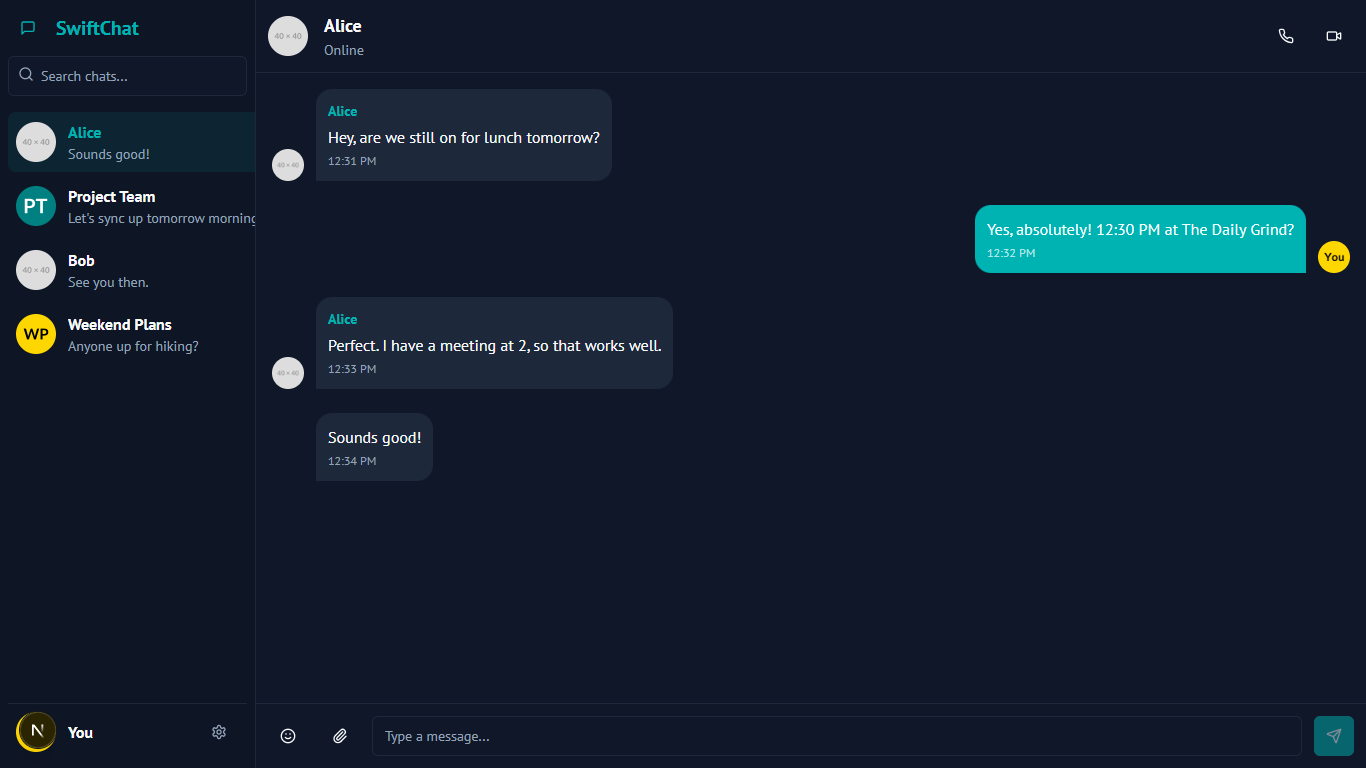 SwiftChat
Search chats...
40 × 40
Alice
Sounds good!
PT
Project Team
Let's sync up tomorrow morning
40 × 40
Bob
See you then.
WP
Weekend Plans
Anyone up for hiking?
N
You
40 × 40
Alice
Online
Alice
Hey, are we still on for lunch tomorrow?
12:31 PM
40 × 40
Yes, absolutely! 12:30 PM at The Daily Grind?
12:32 PM
You
Alice
Perfect. I have a meeting at 2, so that works well.
12:33 PM
40 × 40
Sounds good!
12:34 PM
Type a message...